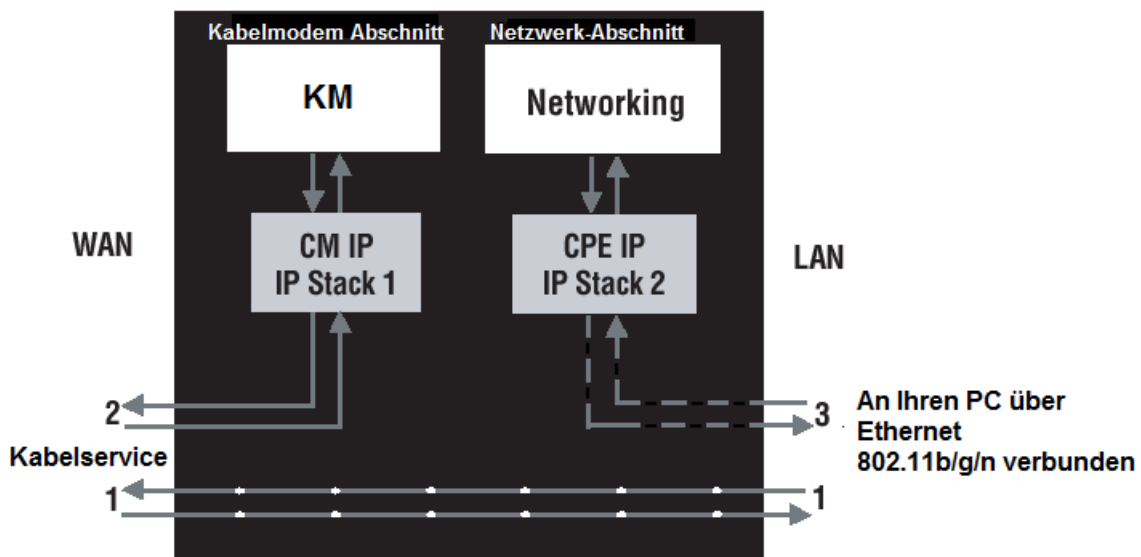 Kabelmodem Abschnitt
Netzwerk-Abschnitt
KM
Networking
WAN
CM IP
IP Stack 1
CPE IP
IP Stack 2
LAN
2
3
An Ihren PC über
Ethernet
802.11b/g/n verbunden
Kabelservice
1
1